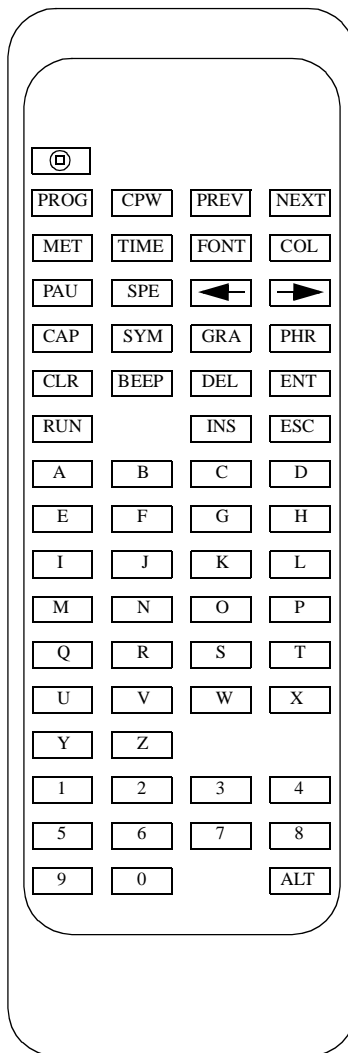 PROG CPW PREV NEXT
MET TIME FONT COL
PAU SPE
CAP SYM GRA PHR
CLR BEEP DEL ENT
RUN INS ESC
A B C D
E F G H
I J K L
M N O P
Q R S T
U V W X
Y Z
1 2 3 4
5 6 7 8
9 0 ALT